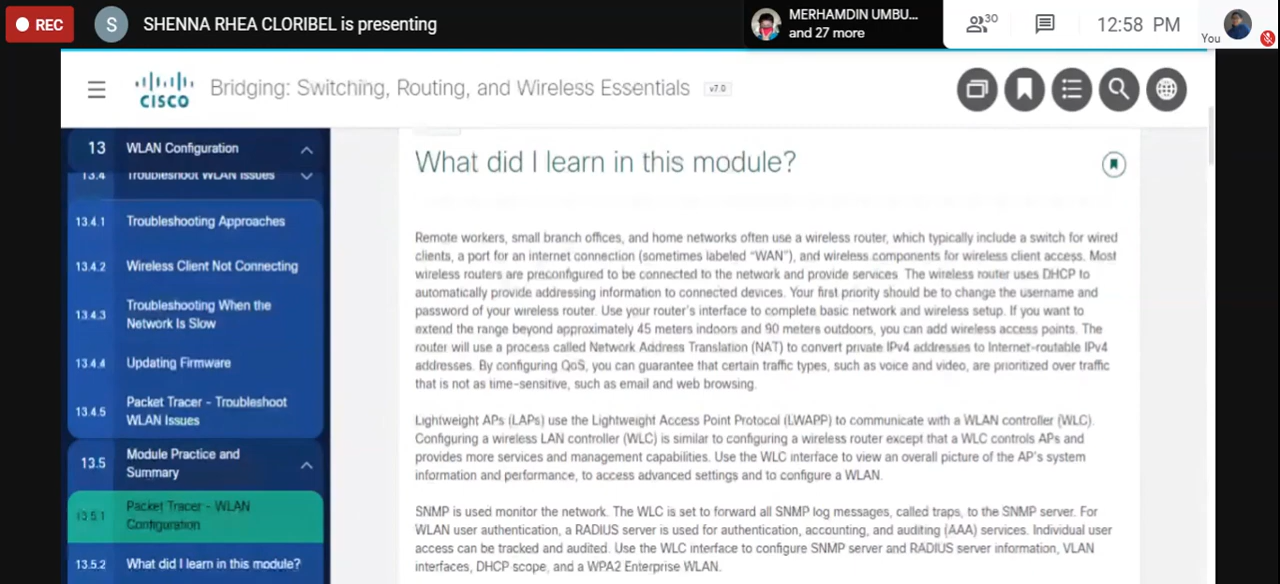 REC
S
SHENNA RHEA CLORIBEL is presenting
MERHAMDIN UMBU...
and 27 more
30
12:58 PM
You
CISCO
Bridging: Switching, Routing, and Wireless Essentials
v7.0
13 WLAN Configuration
13.4 Troubleshoot WLAN Issues
13.4.1 Troubleshooting Approaches
13.4.2 Wireless Client Not Connecting
13.4.3 Troubleshooting When the
Network Is Slow
13.4.4 Updating Firmware
13.4.5 Packet Tracer - Troubleshoot
WLAN Issues
13.5 Module Practice and
Summary
13.5.1 Packet Tracer - WLAN
Configuration
13.5.2 What did I learn in this module?
What did I learn in this module?
Remote workers, small branch offices, and home networks often use a wireless router, which typically include a switch for wired
clients, a port for an internet connection (sometimes labeled “WAN”), and wireless components for wireless client access. Most
wireless routers are preconfigured to be connected to the network and provide services. The wireless router uses DHCP to
automatically provide addressing information to connected devices. Your first priority should be to change the username and
password of your wireless router. Use your router’s interface to complete basic network and wireless setup. If you want to
extend the range beyond approximately 45 meters indoors and 90 meters outdoors, you can add wireless access points. The
router will use a process called Network Address Translation (NAT) to convert private IPv4 addresses to Internet-routable IPv4
addresses. By configuring QoS, you can guarantee that certain traffic types, such as voice and video, are prioritized over traffic
that is not as time-sensitive, such as email and web browsing.
Lightweight APs (LAPs) use the Lightweight Access Point Protocol (LWAPP) to communicate with a WLAN controller (WLC).
Configuring a wireless LAN controller (WLC) is similar to configuring a wireless router except that a WLC controls APs and
provides more services and management capabilities. Use the WLC interface to view an overall picture of the AP’s system
information and performance, to access advanced settings and to configure a WLAN.
SNMP is used monitor the network. The WLC is set to forward all SNMP log messages, called traps, to the SNMP server. For
WLAN user authentication, a RADIUS server is used for authentication, accounting, and auditing (AAA) services. Individual user
access can be tracked and audited. Use the WLC interface to configure SNMP server and RADIUS server information, VLAN
interfaces, DHCP scope, and a WPA2 Enterprise WLAN.